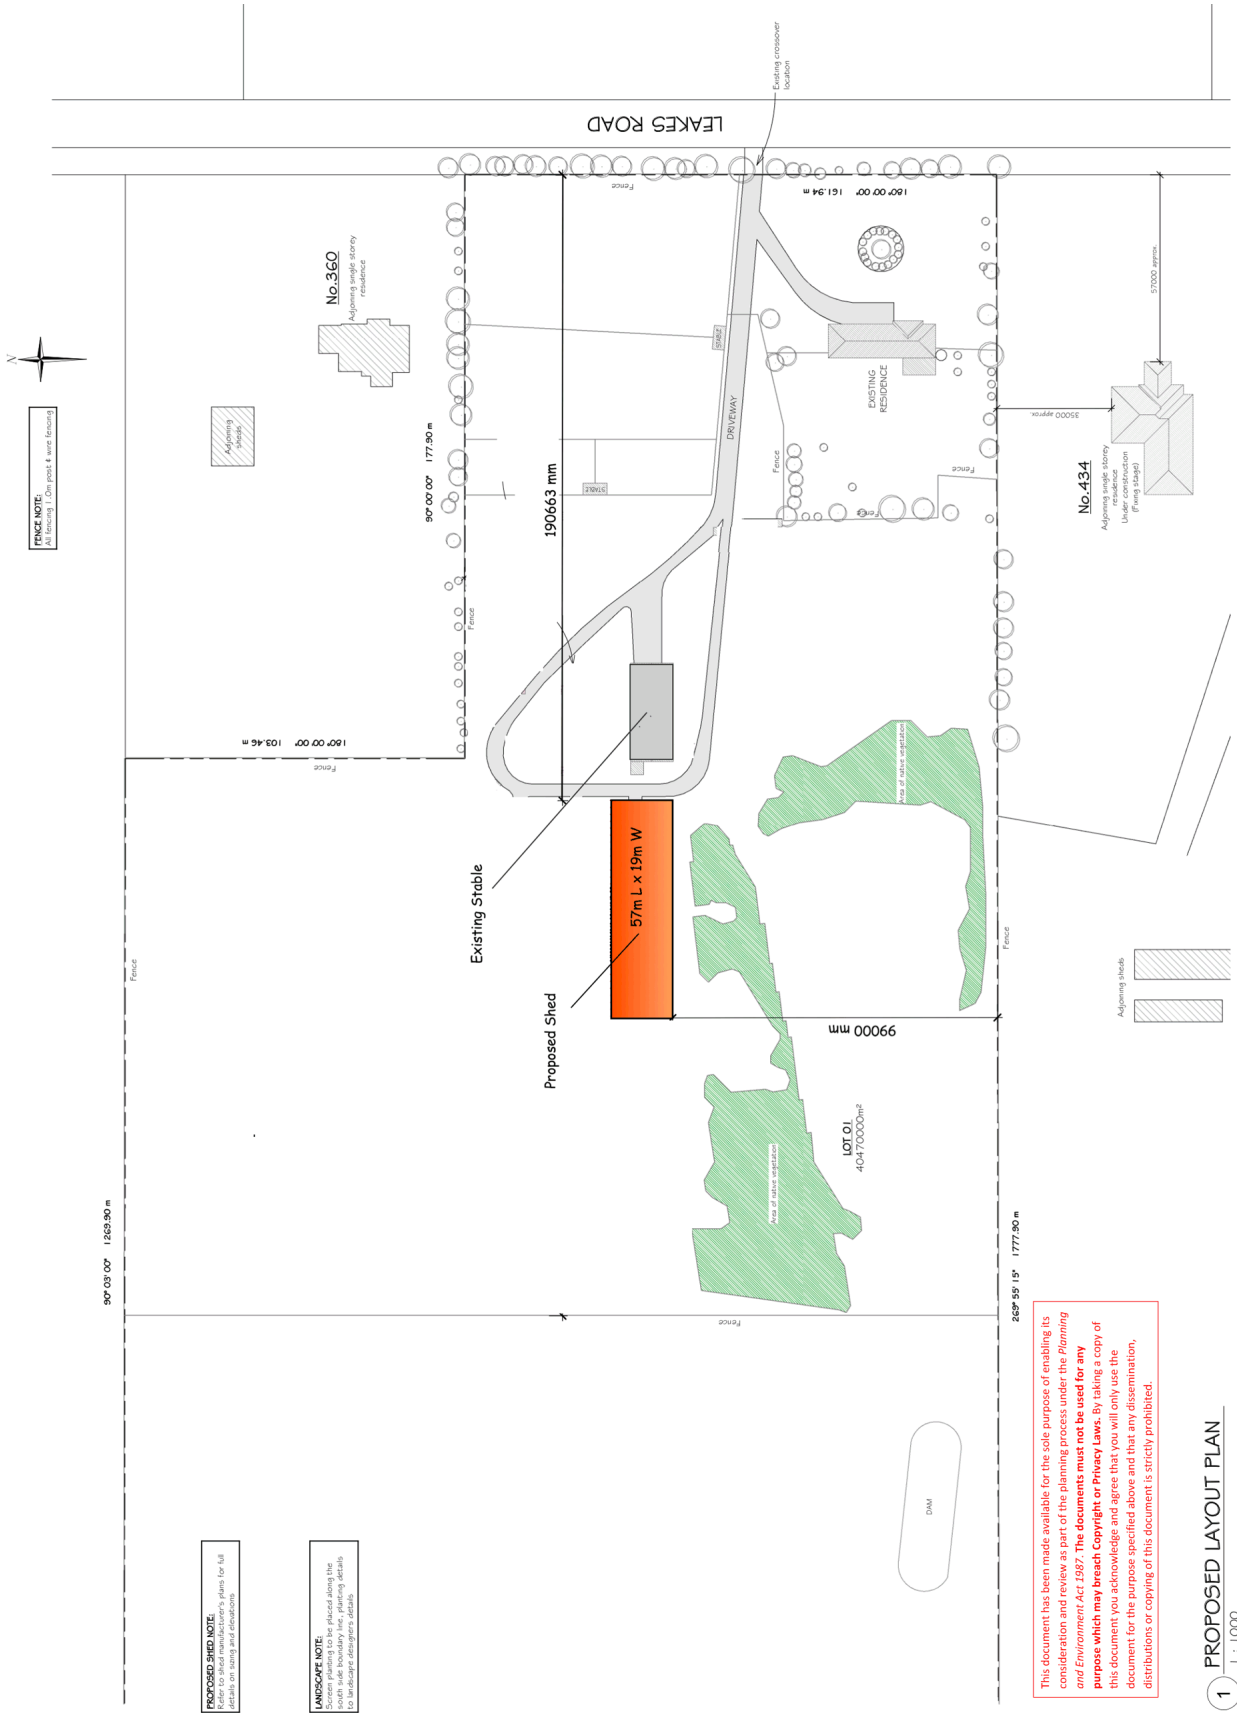 FENCE NOTE:
All fencing 1.0m post & wire fencing
N
PROPOSED SHED NOTE:
Refer to shed manufacturer's plans for full
details on sizing and elevations
LANDSCAPE NOTE:
Screen planting to be placed along the
south side boundary line, planting details
to landscape designers details
90° 03' 00" 1269.90 m
Fence
180° 00' 00" 103.46 m
Fence
Adjoining
sheds
No.360
Adjoining single storey
residence
90° 00' 00" 177.90 m
Fence
LEAKES ROAD
Existing crossover
location
Fence
180° 00' 00" 161.94 m
190663 mm
STABLE
STABLE
DRIVEWAY
EXISTING
RESIDENCE
Fence
Fence
Fence
Existing Stable
Proposed Shed
57m L x 19m W
99000 mm
Area of native vegetation
Area of native vegetation
LOT 01
4047000m²
Fence
DAM
Fence
269° 55' 15" 1777.90 m
57000 approx.
35000 approx.
No.434
Adjoining single storey
residence
Under construction
(Fixing stage)
Adjoining sheds
This document has been made available for the sole purpose of enabling its
consideration and review as part of the planning process under the Planning
and Environment Act 1987. The documents must not be used for any
purpose which may breach Copyright or Privacy Laws. By taking a copy of
this document you acknowledge and agree that you will only use the
document for the purpose specified above and that any dissemination,
distributions or copying of this document is strictly prohibited.
1 PROPOSED LAYOUT PLAN
1 : 1000